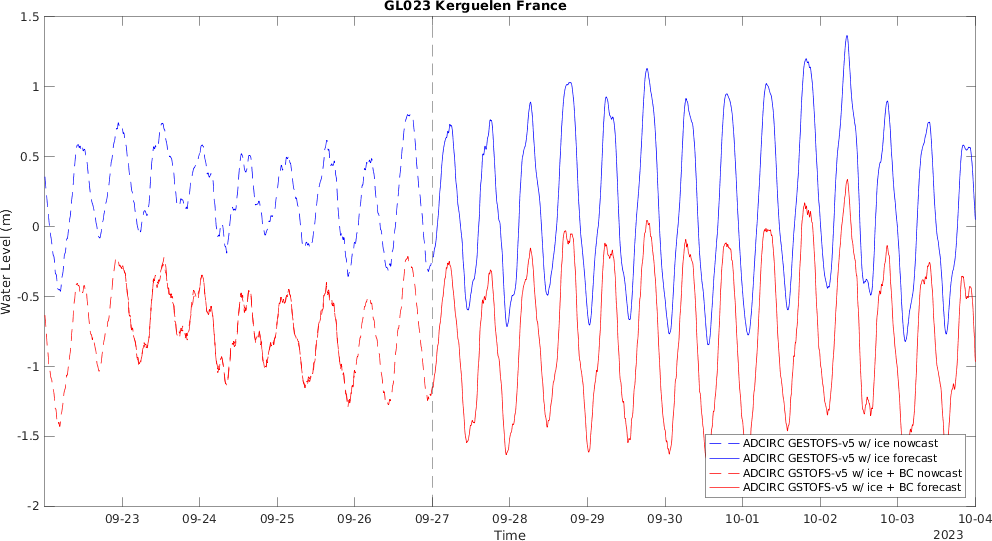 GL023 Kerguelen France
1.5
1
0.5
0
-0.5
-1
-1.5
-2
Water Level (m)
ADCIRC GESTOFS-v5 w/ ice nowcast
ADCIRC GESTOFS-v5 w/ ice forecast
ADCIRC GSTOFS-v5 w/ ice + BC nowcast
ADCIRC GSTOFS-v5 w/ ice + BC forecast
09-23 09-24 09-25 09-26 09-27 09-28 09-29 09-30 10-01 10-02 10-03 10-04
Time
2023